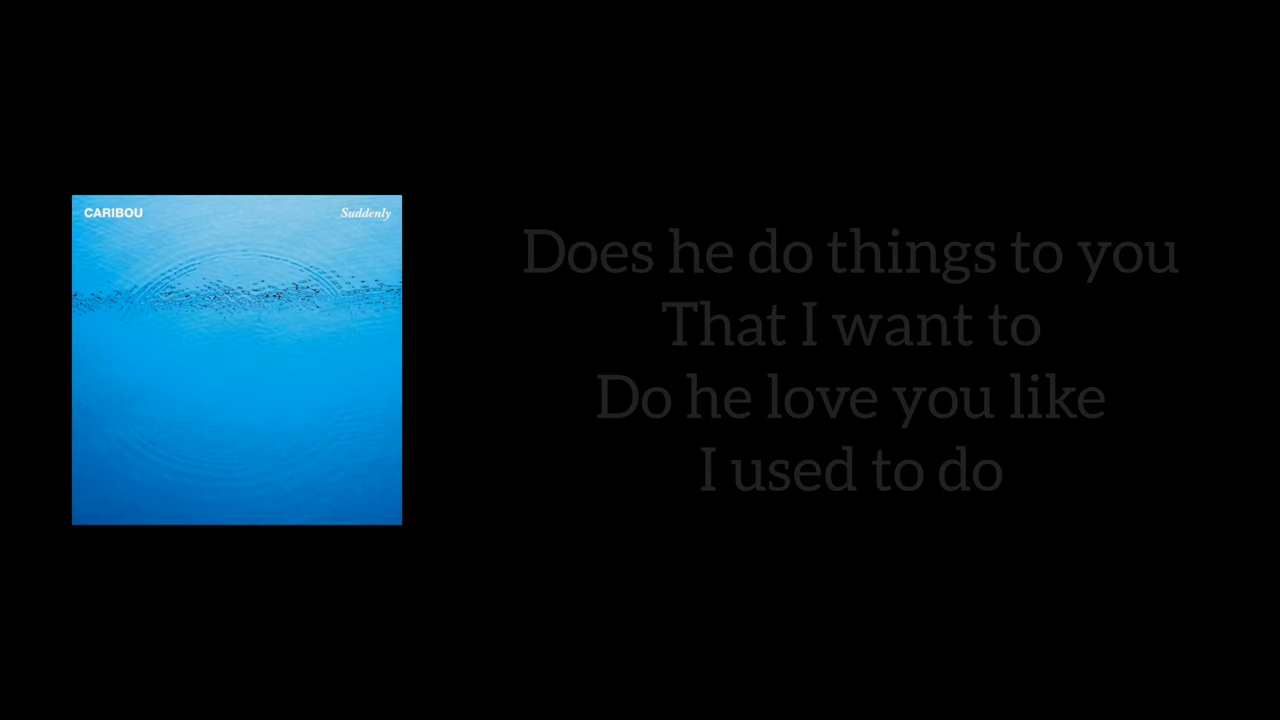 CARIBOU
Suddenly
Does he do things to you
That I want to
Do he love you like
I used to do